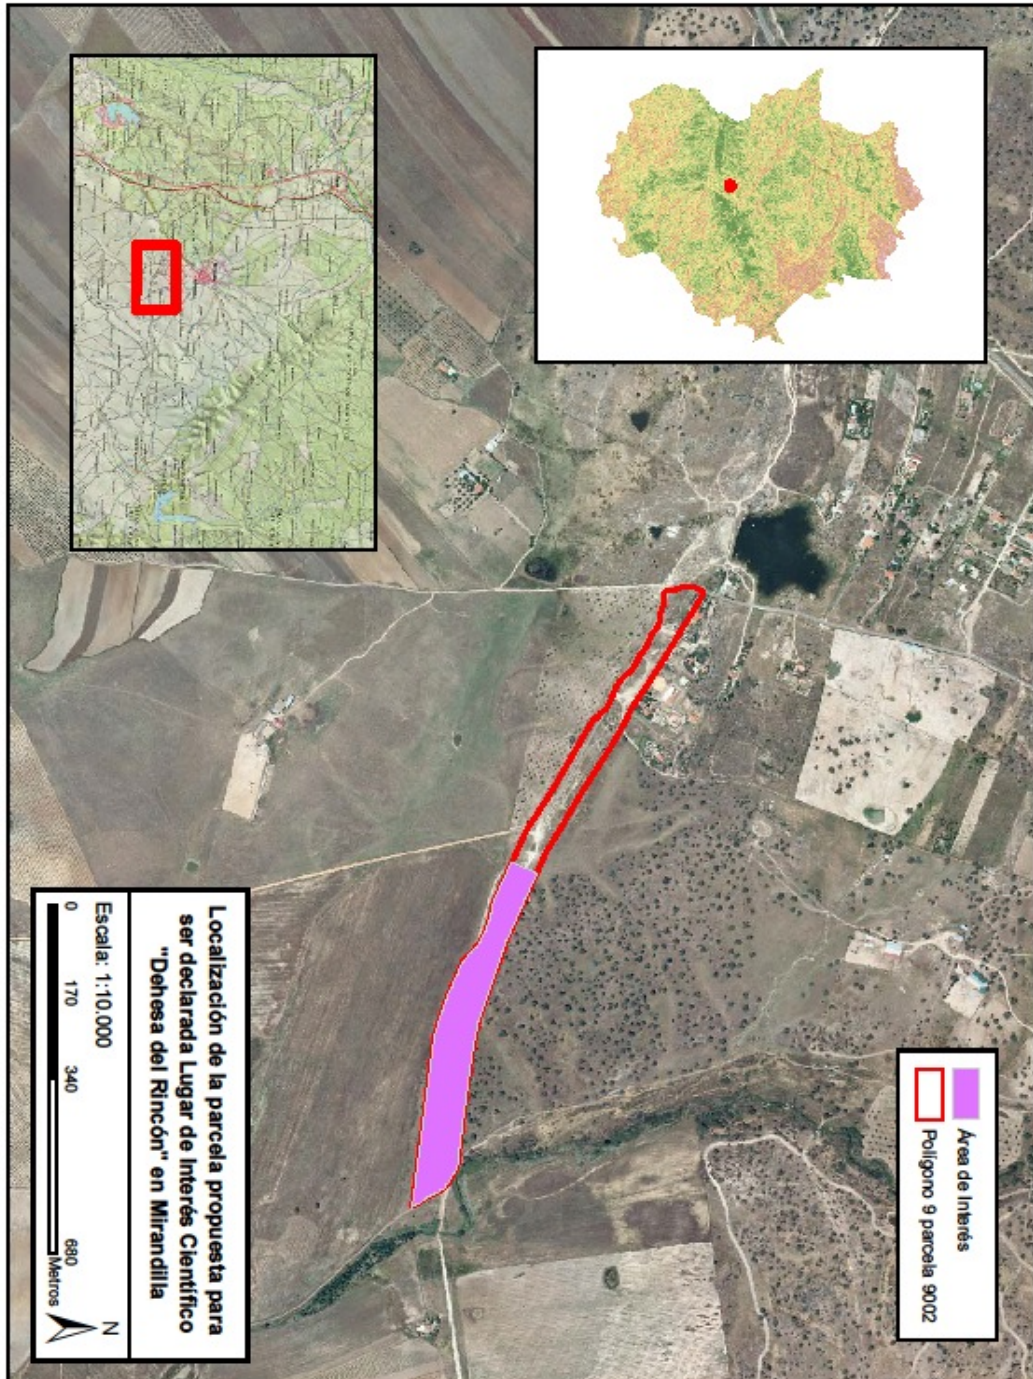 Área de Interés
Polígono 9 parcela 9002
Localización de la parcela propuesta para
ser declarada Lugar de Interés Científico
"Dehesa del Rincón" en Mirandilla
Escala: 1:10.000
0 170 340 680
Metros
N